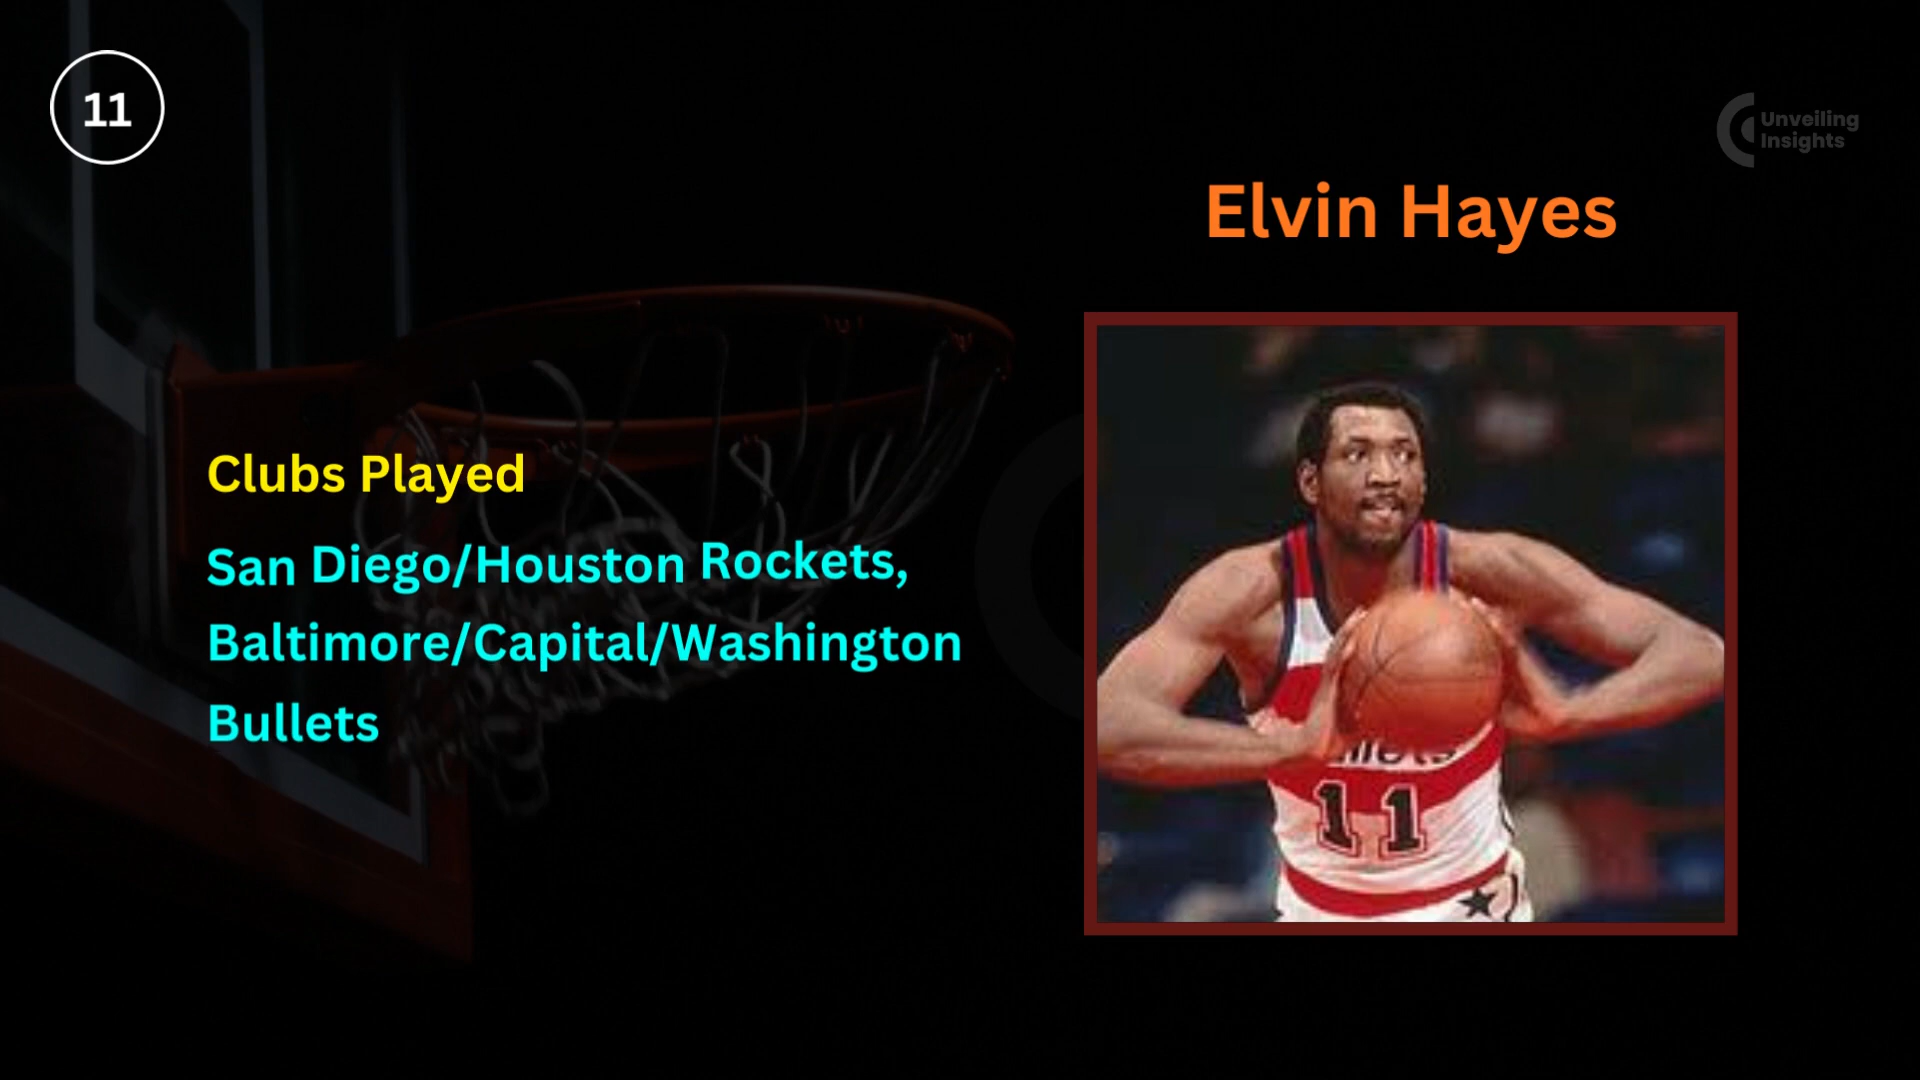 11
Unveiling
Insights
Elvin Hayes
Clubs Played
San Diego/Houston Rockets,
Baltimore/Capital/Washington
Bullets
11